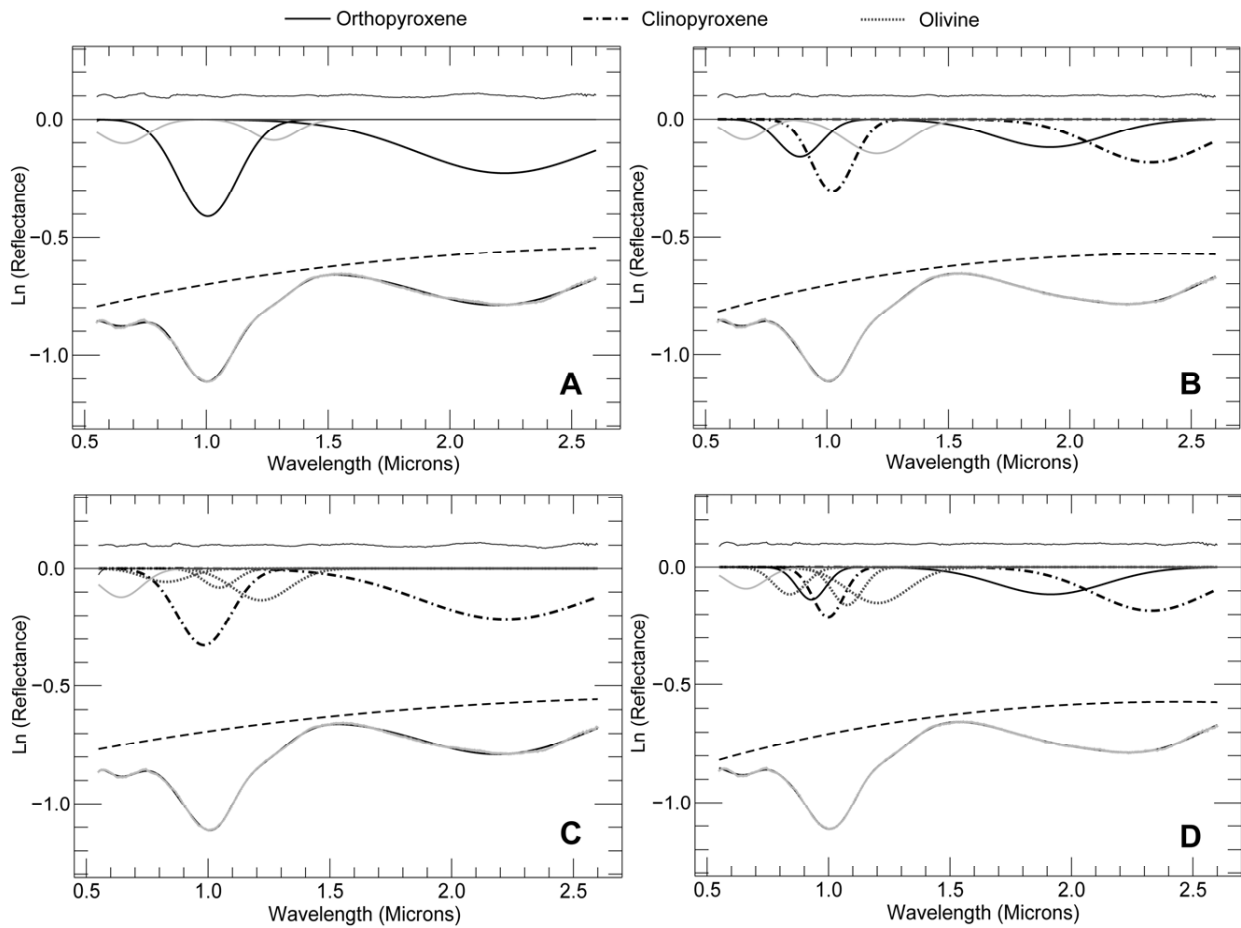 Orthopyroxene Clinopyroxene Olivine
0.0
−0.5
−1.0
Ln (Reflectance)
A
0.5 1.0 1.5 2.0 2.5
Wavelength (Microns)
0.0
−0.5
−1.0
Ln (Reflectance)
B
0.5 1.0 1.5 2.0 2.5
Wavelength (Microns)
0.0
−0.5
−1.0
Ln (Reflectance)
C
0.5 1.0 1.5 2.0 2.5
Wavelength (Microns)
0.0
−0.5
−1.0
Ln (Reflectance)
D
0.5 1.0 1.5 2.0 2.5
Wavelength (Microns)